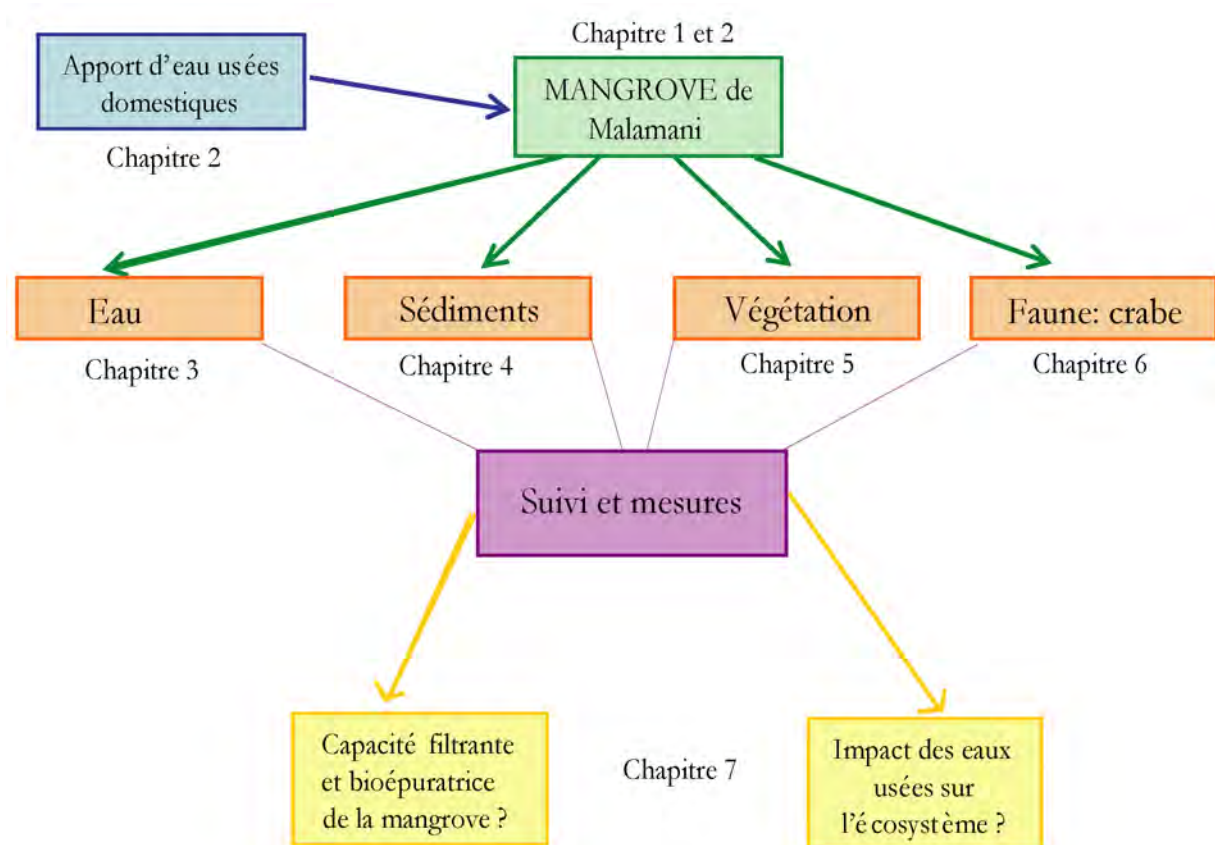 Chapitre 1 et 2
Apport d'eau usées
domestiques
Chapitre 2
MANGROVE de
Malamani
Eau
Sédiments
Végétation
Faune: crabe
Chapitre 3
Chapitre 4
Chapitre 5
Chapitre 6
Suivi et mesures
Capacité filtrante
et bioépuratrice
de la mangrove ?
Chapitre 7
Impact des eaux
usées sur
l'écosystème ?